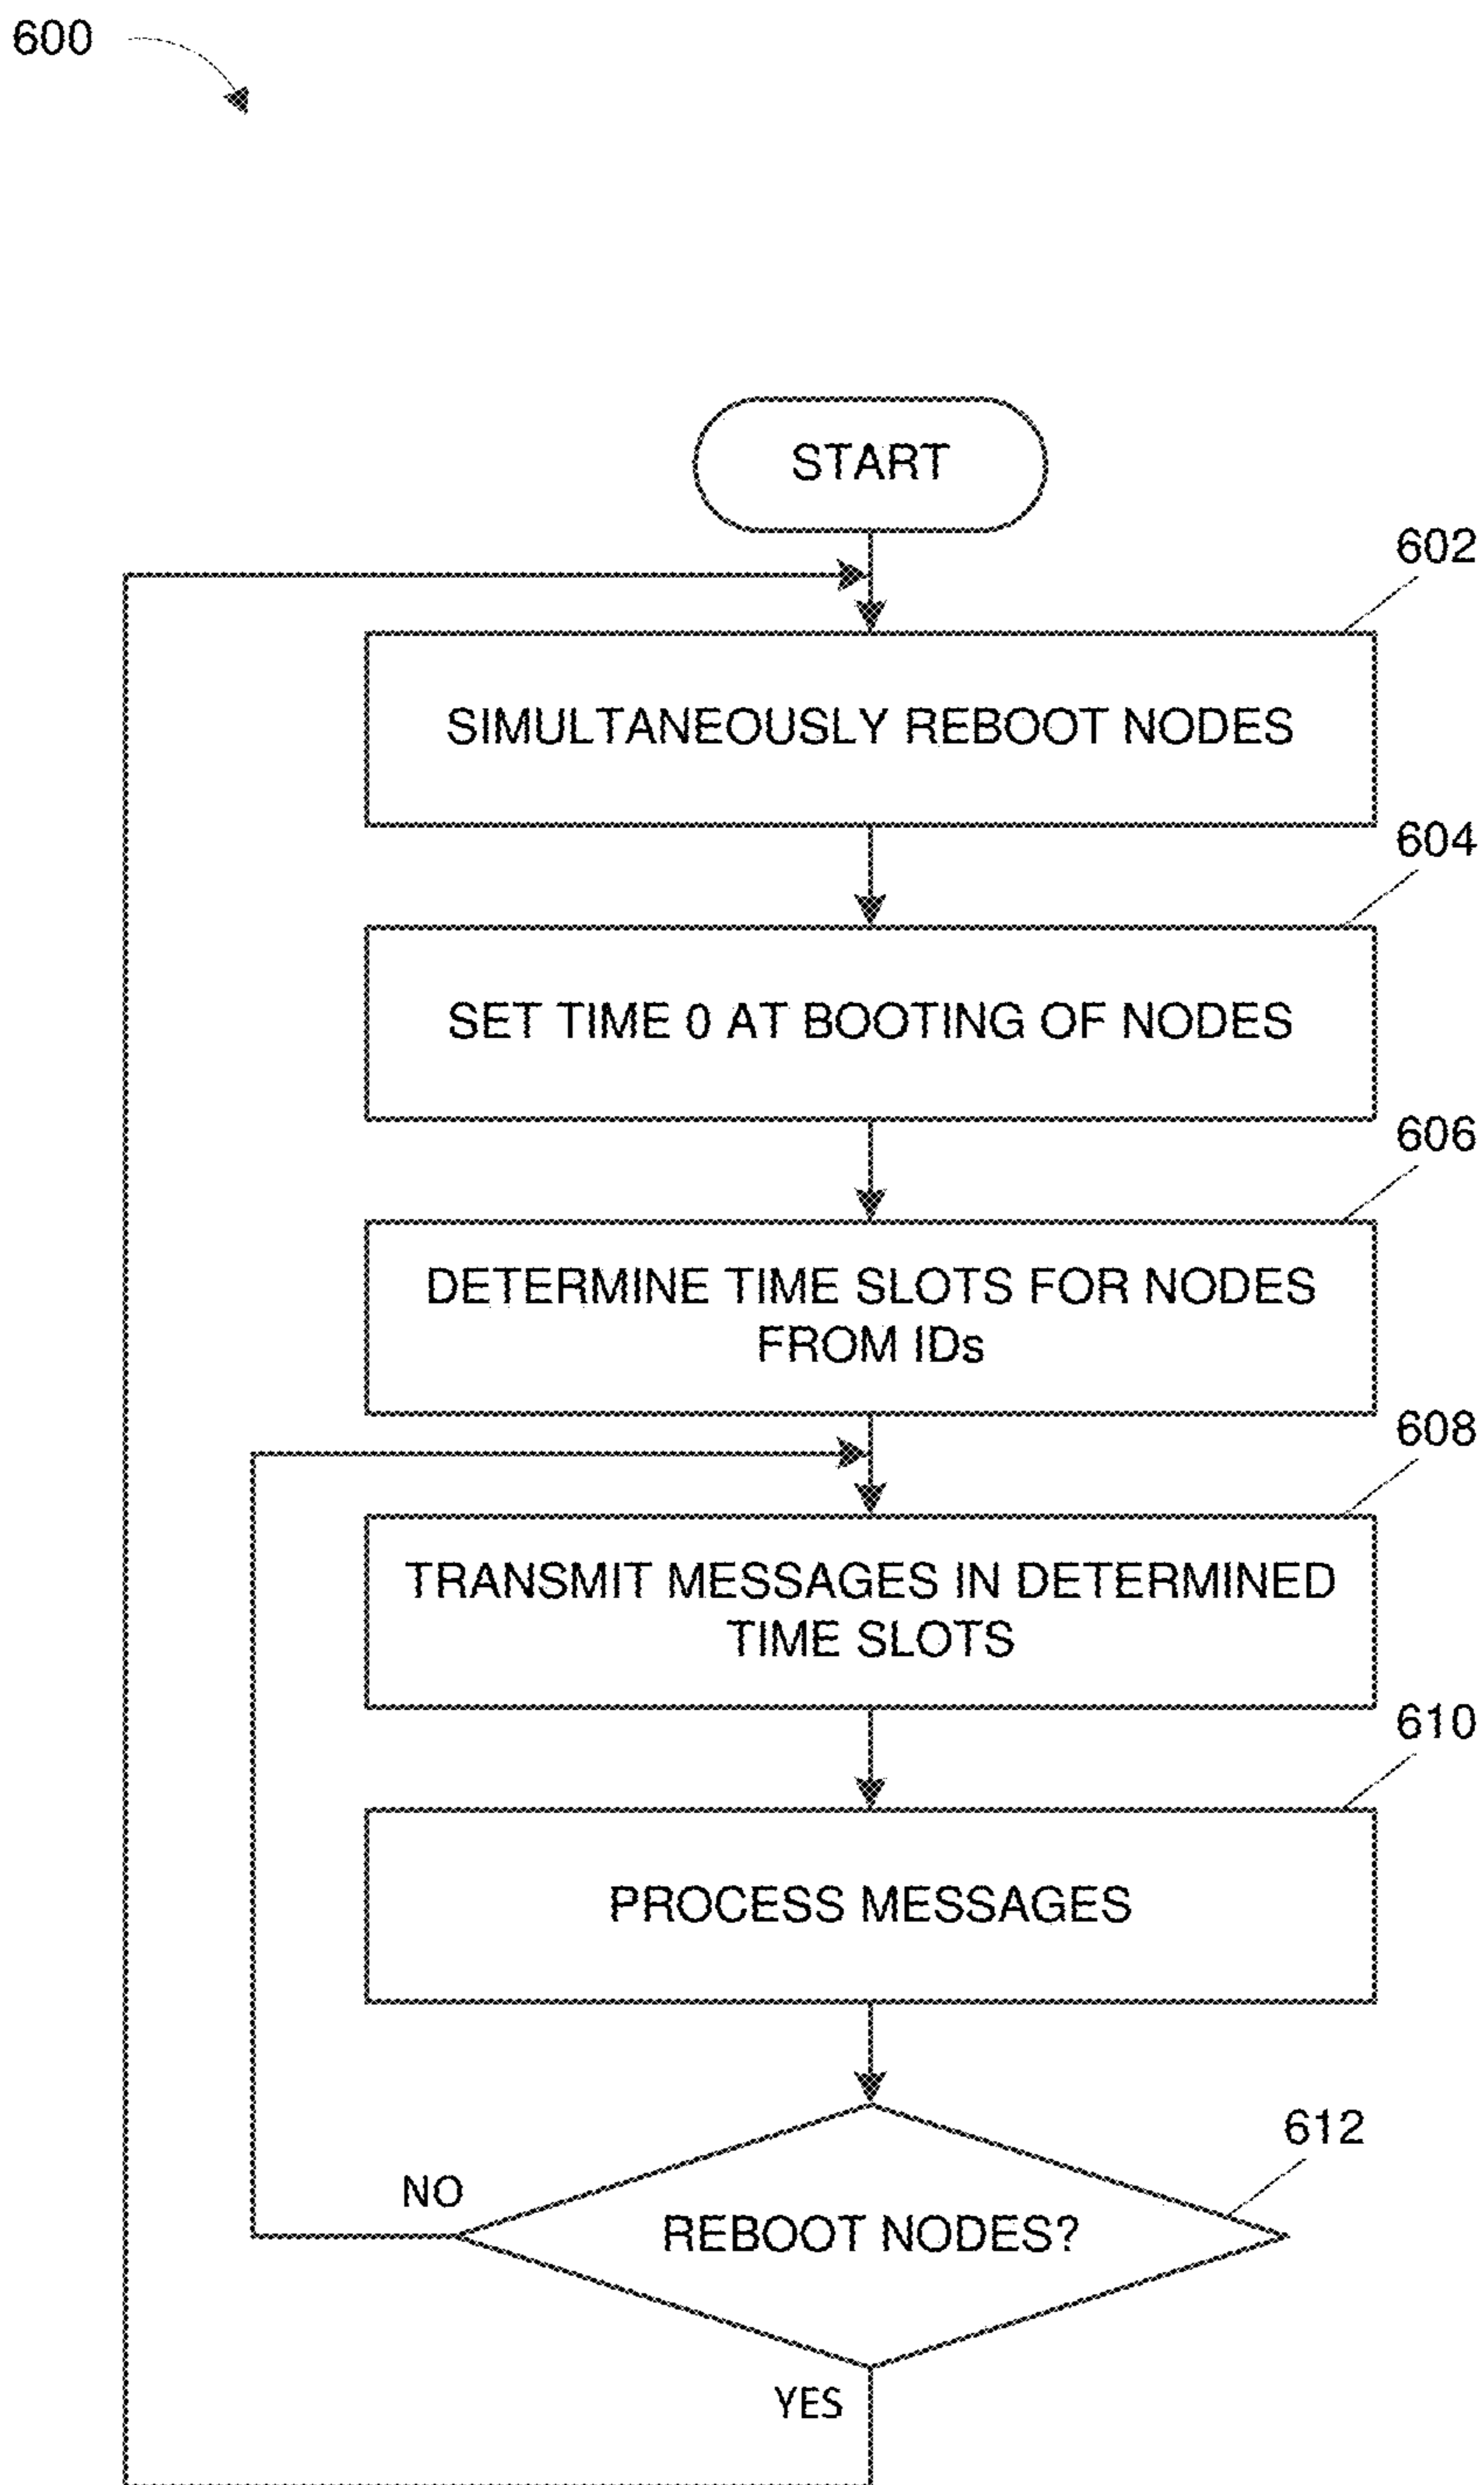 600
START
602
SIMULTANEOUSLY REBOOT NODES
604
SET TIME 0 AT BOOTING OF NODES
606
DETERMINE TIME SLOTS FOR NODES
FROM IDs
608
TRANSMIT MESSAGES IN DETERMINED
TIME SLOTS
610
PROCESS MESSAGES
612
NO
REBOOT NODES?
YES